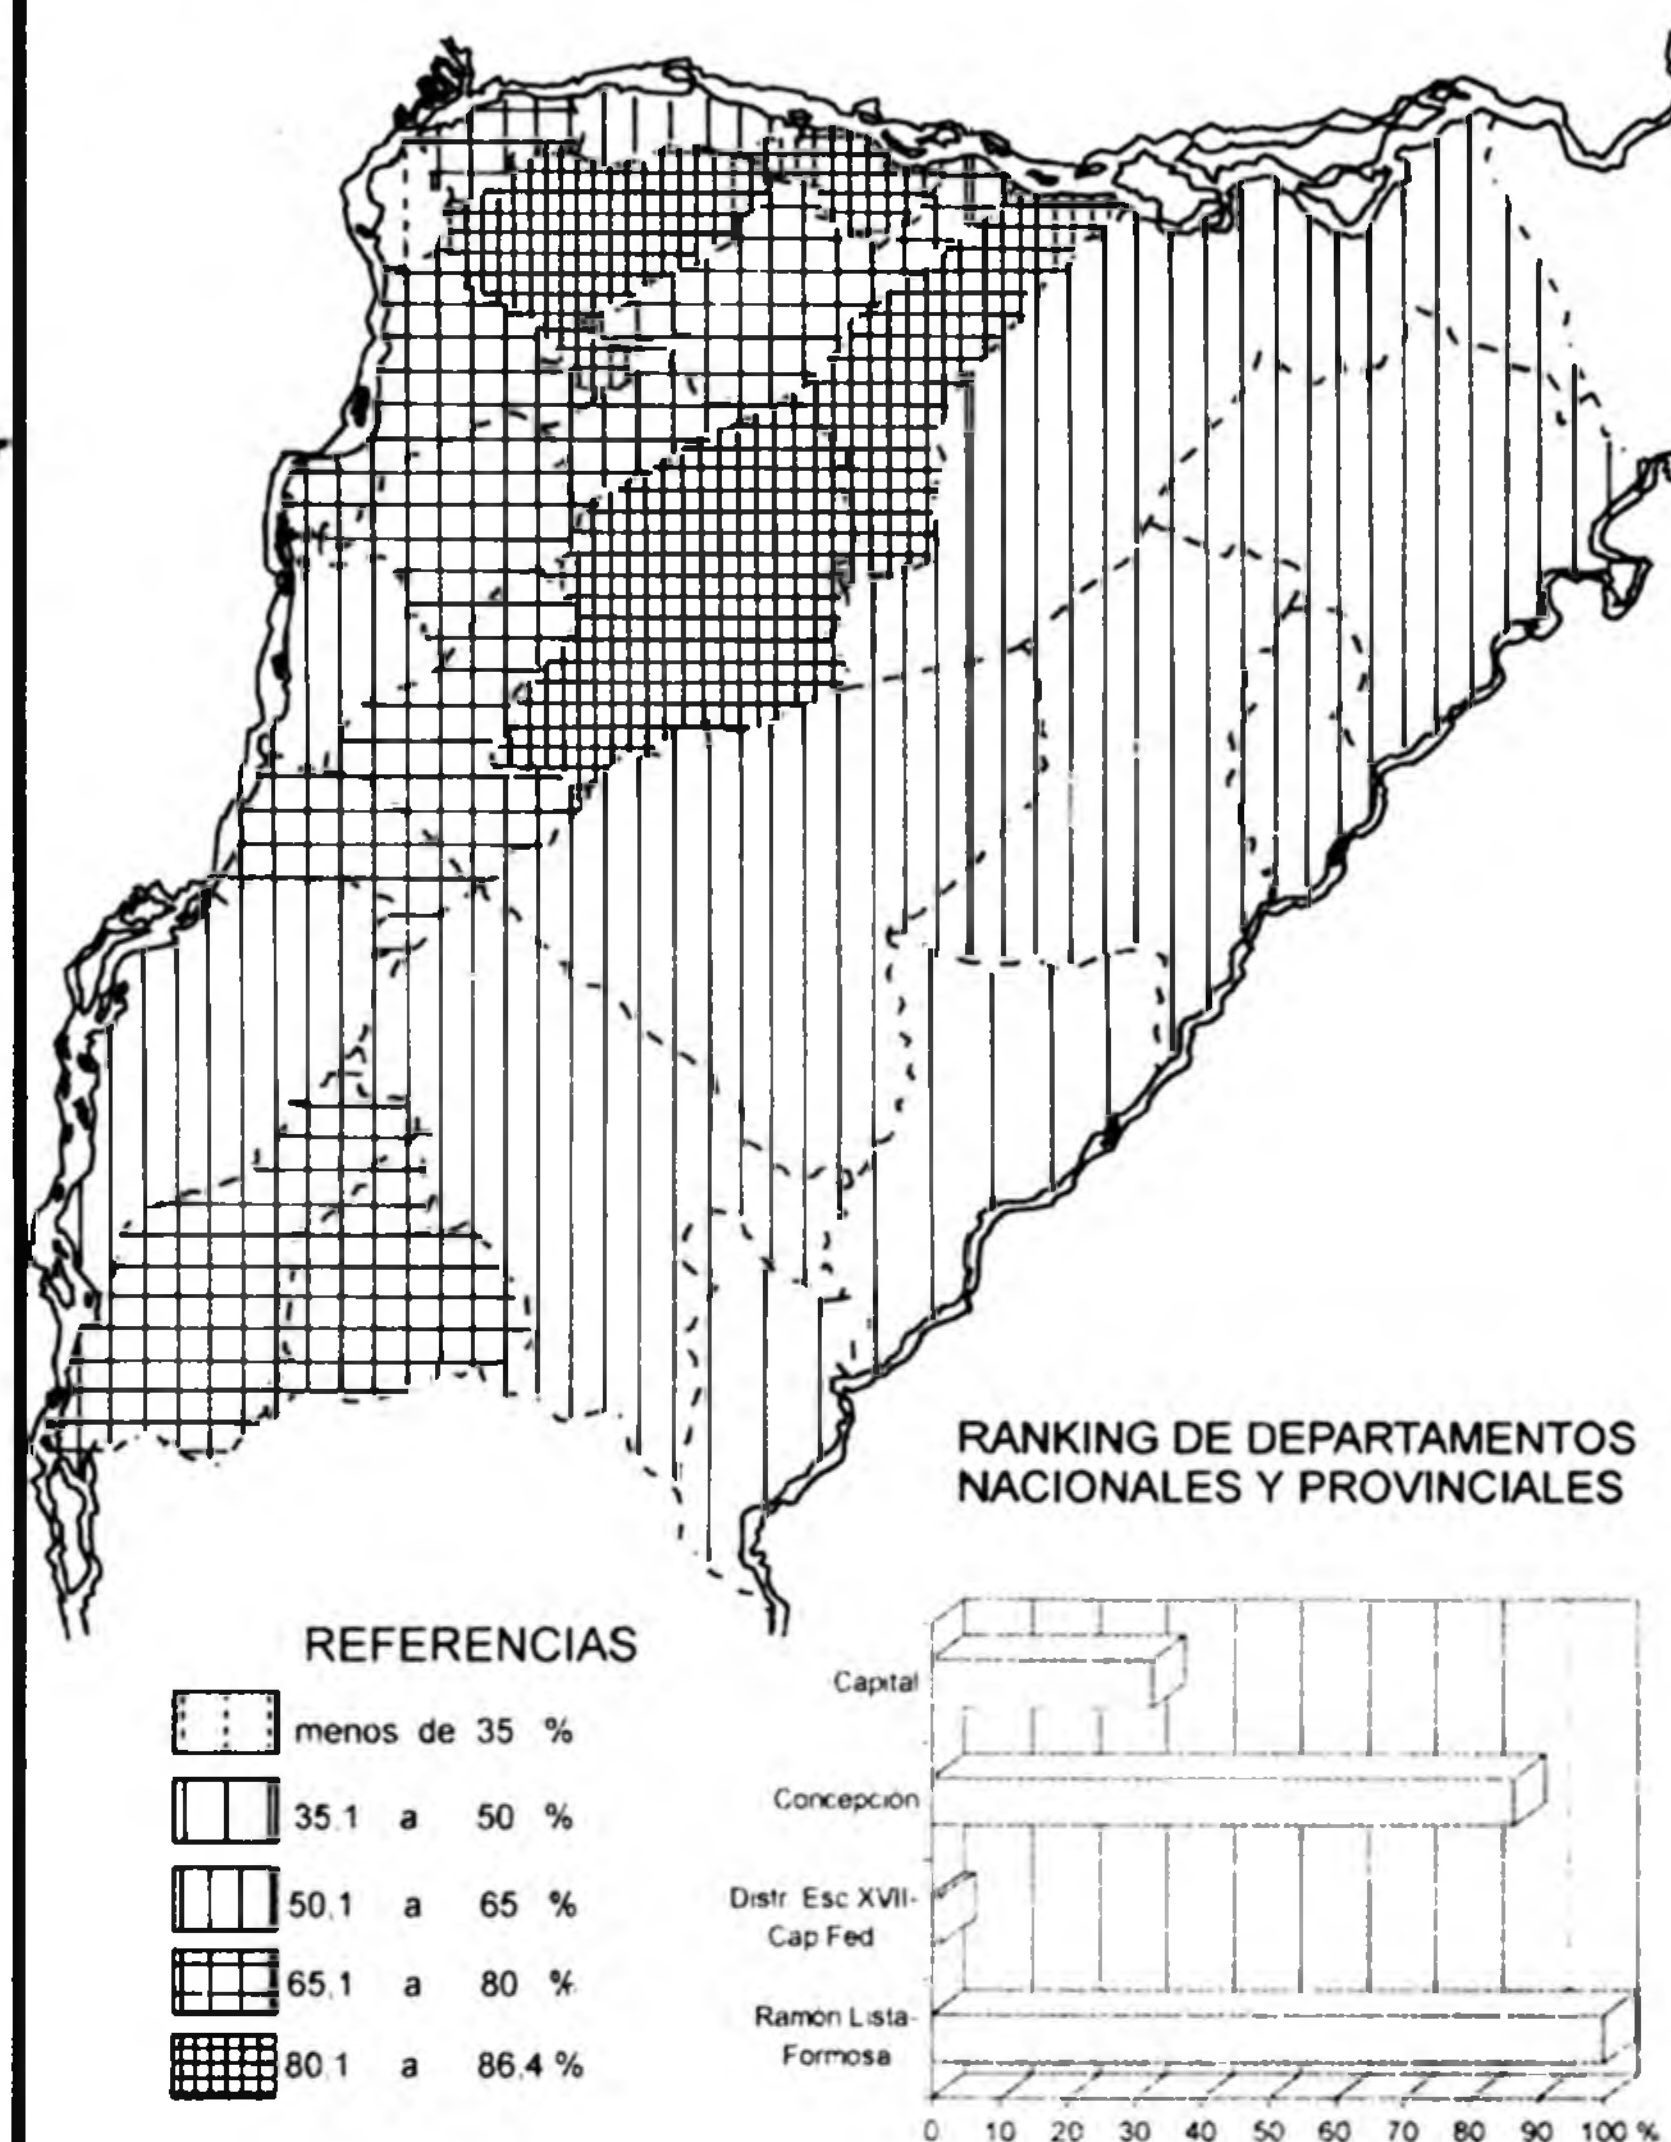 RANKING DE DEPARTAMENTOS
NACIONALES Y PROVINCIALES
REFERENCIAS
menos de 35 %
35.1 a 50 %
50,1 a 65 %
65,1 a 80 %
80,1 a 86,4 %
Capital
Concepción
Distr. Esc XVII-
Cap Fed
Ramón Lista-
Formosa
0 10 20 30 40 50 60 70 80 90 100 %